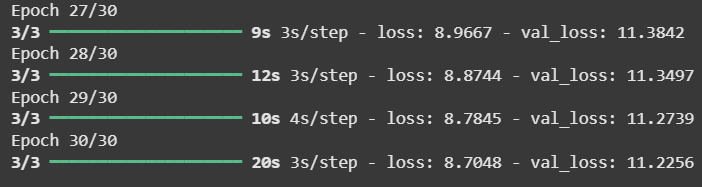 Epoch 27/30
3/3 ━━━━━━━━━━━━━━━━━━━━ 9s 3s/step - loss: 8.9667 - val_loss: 11.3842
Epoch 28/30
3/3 ━━━━━━━━━━━━━━━━━━━━ 12s 3s/step - loss: 8.8744 - val_loss: 11.3497
Epoch 29/30
3/3 ━━━━━━━━━━━━━━━━━━━━ 10s 4s/step - loss: 8.7845 - val_loss: 11.2739
Epoch 30/30
3/3 ━━━━━━━━━━━━━━━━━━━━ 20s 3s/step - loss: 8.7048 - val_loss: 11.2256